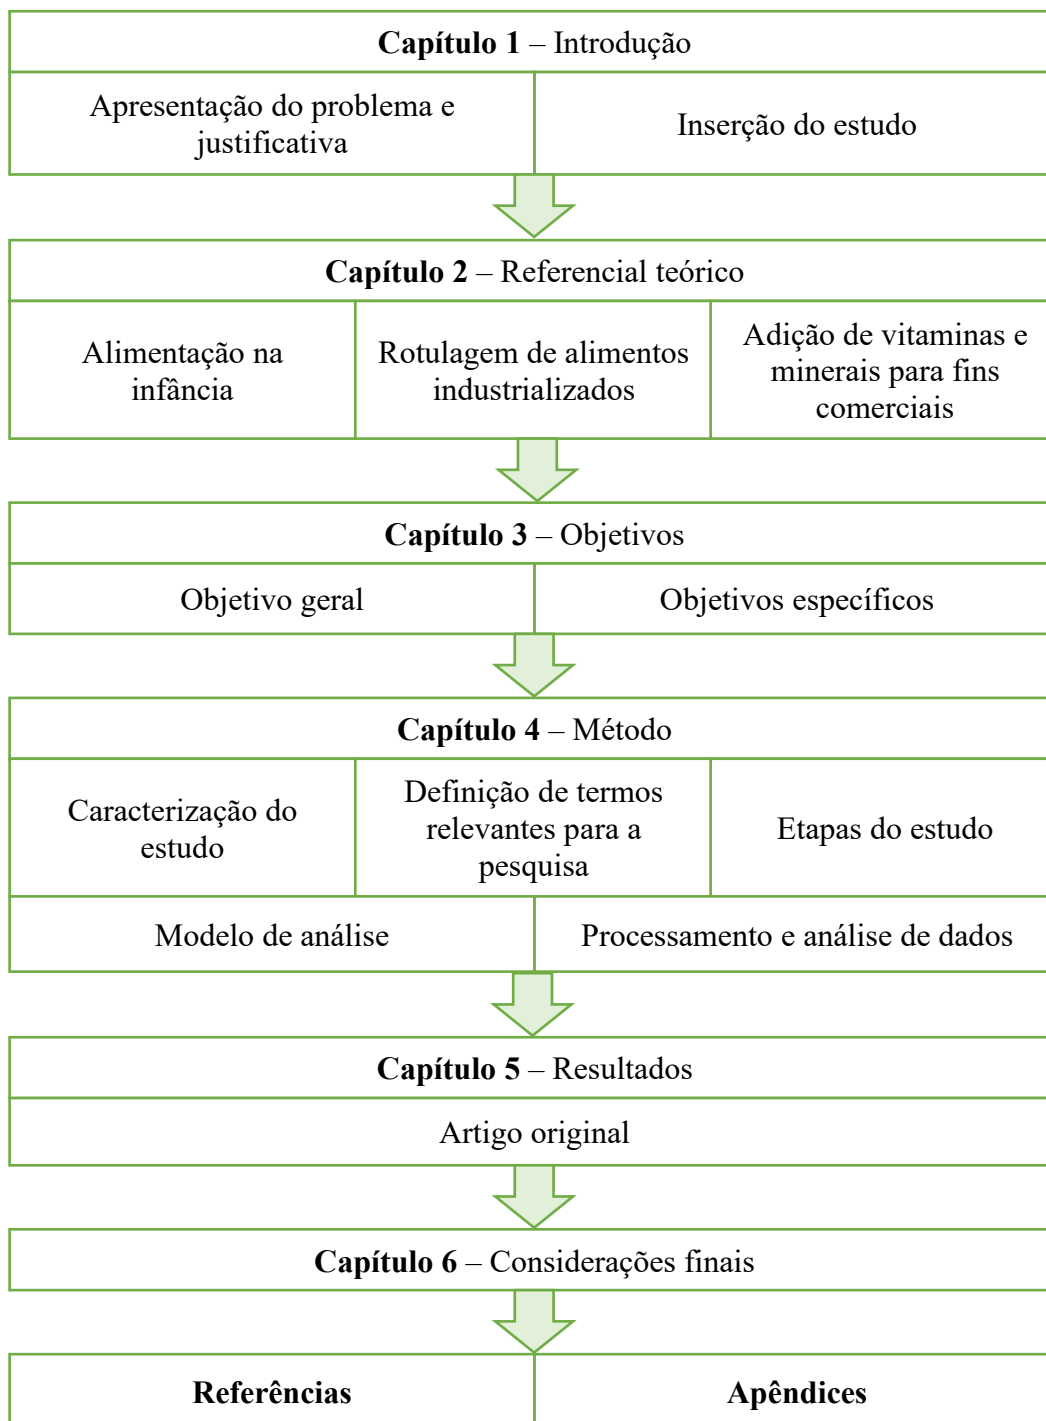 Capítulo 1 – Introdução
Apresentação do problema e
justificativa
Inserção do estudo
Capítulo 2 – Referencial teórico
Alimentação na
infância
Rotulagem de alimentos
industrializados
Adição de vitaminas e
minerais para fins
comerciais
Capítulo 3 – Objetivos
Objetivo geral
Objetivos específicos
Capítulo 4 – Método
Caracterização do
estudo
Definição de termos
relevantes para a
pesquisa
Etapas do estudo
Modelo de análise
Processamento e análise de dados
Capítulo 5 – Resultados
Artigo original
Capítulo 6 – Considerações finais
Referências
Apêndices